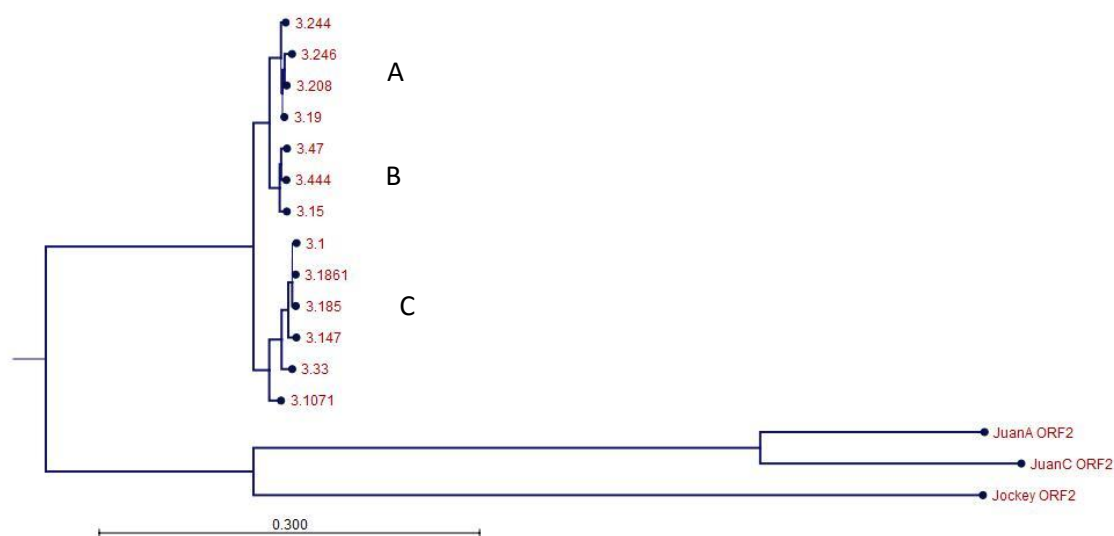 3.244
3.246
A
3.208
3.19
3.47
B
3.444
3.15
3.1
3.1861
C
3.185
3.147
3.33
3.1071
JuanA ORF2
JuanC ORF2
Jockey ORF2
0.300